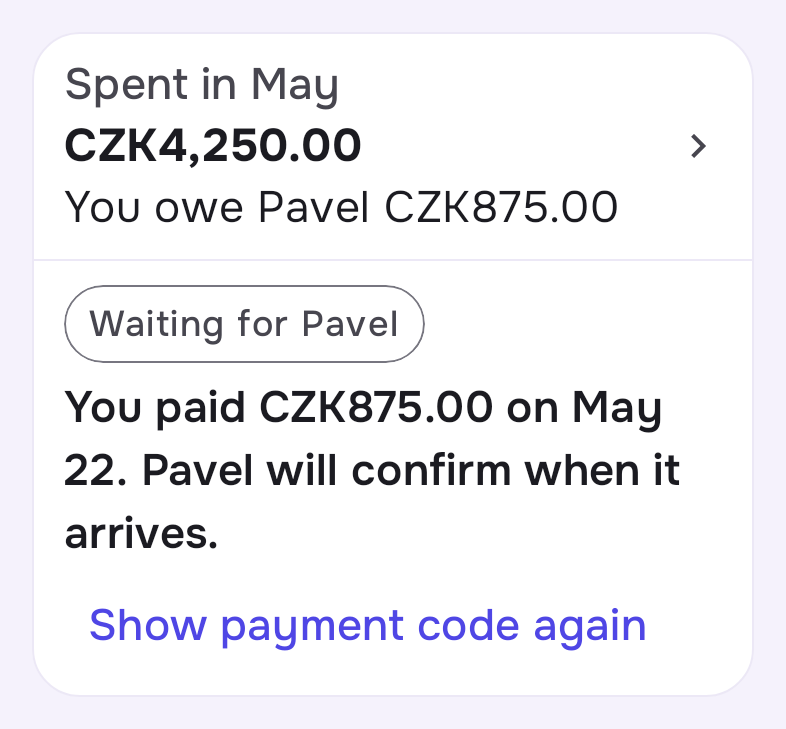 Spent in May
CZK4,250.00
You owe Pavel CZK875.00
Waiting for Pavel
You paid CZK875.00 on May
22. Pavel will confirm when it
arrives.
Show payment code again